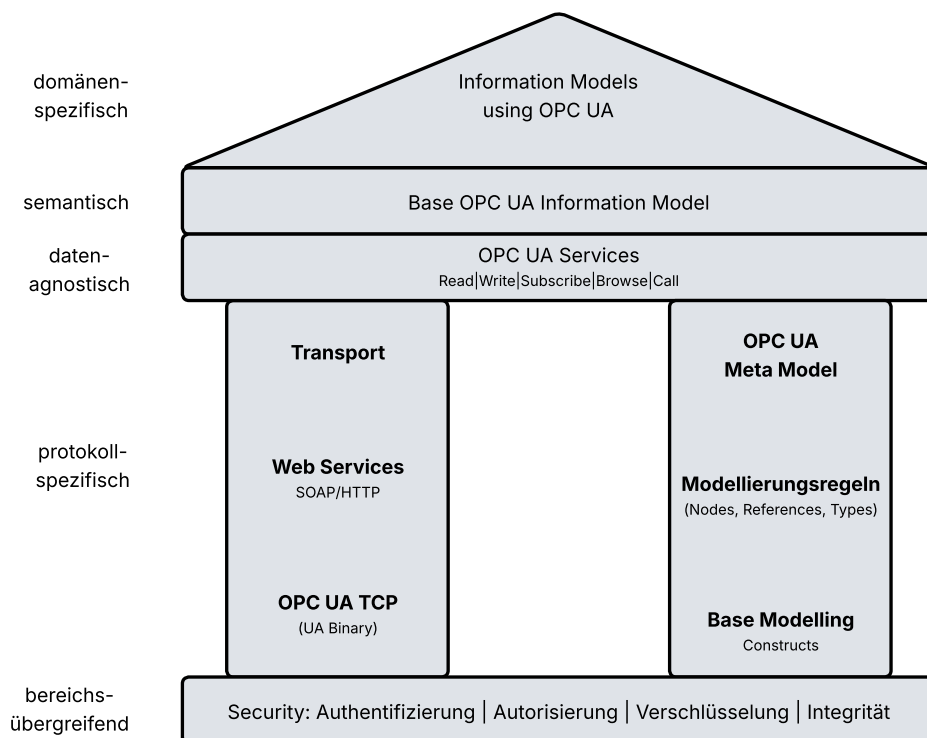 domänen-
spezifisch
Information Models
using OPC UA
semantisch
Base OPC UA Information Model
daten-
agnostisch
OPC UA Services
Read|Write|Subscribe|Browse|Call
protokoll-
spezifisch
Transport
Web Services
SOAP/HTTP
OPC UA TCP
(UA Binary)
OPC UA
Meta Model
Modellierungsregeln
(Nodes, References, Types)
Base Modelling
Constructs
bereichs-
übergreifend
Security: Authentifizierung | Autorisierung | Verschlüsselung | Integrität